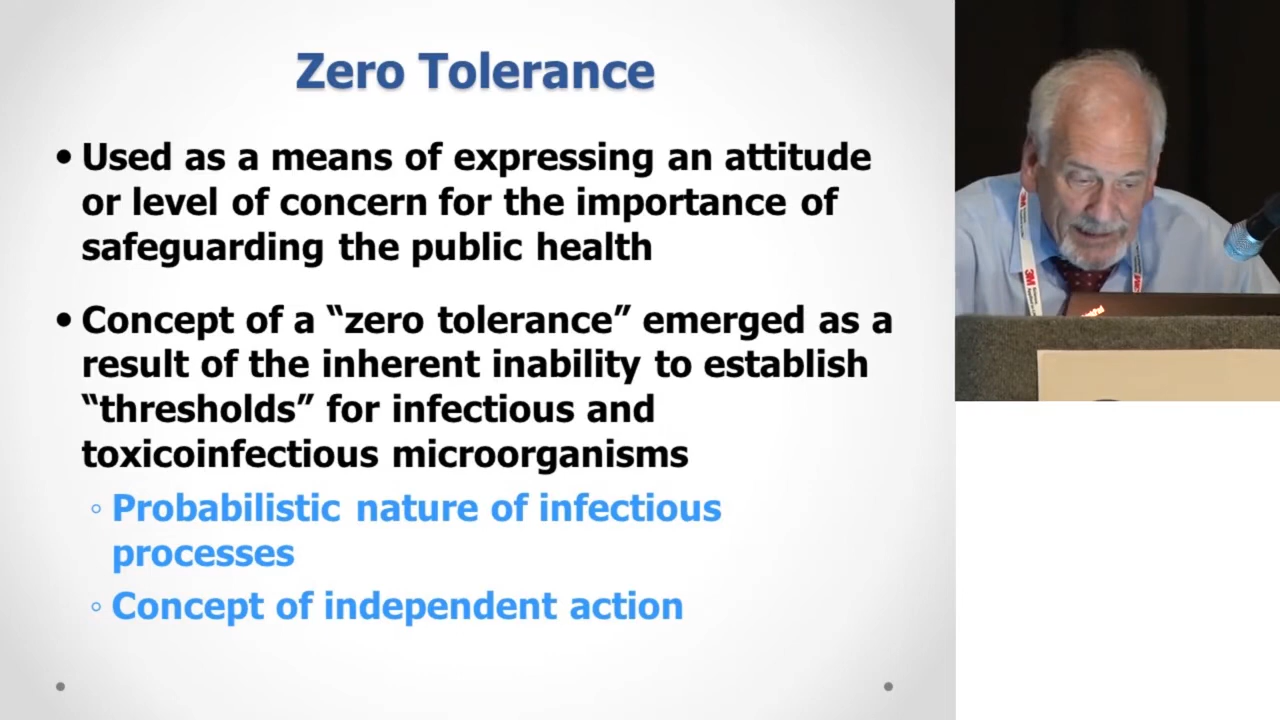 Zero Tolerance
• Used as a means of expressing an attitude
or level of concern for the importance of
safeguarding the public health
• Concept of a “zero tolerance” emerged as a
result of the inherent inability to establish
“thresholds” for infectious and
toxicoinfectious microorganisms
◦ Probabilistic nature of infectious
processes
◦ Concept of independent action
3M
3M